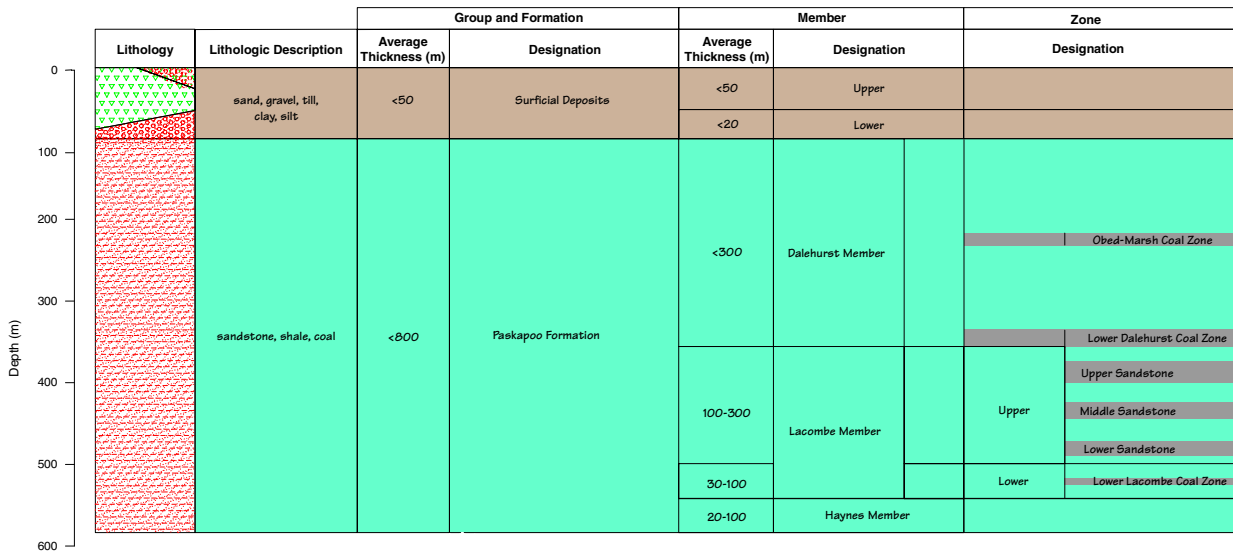 Group and Formation
Member
Zone
Lithology
Lithologic Description
Average
Thickness (m)
Designation
Average
Thickness (m)
Designation
Designation
0
100
200
300
400
500
600
Depth (m)
sand, gravel, till,
clay, silt
<50
Surficial Deposits
<50
Upper
<20
Lower
sandstone, shale, coal
<800
Paskapoo Formation
<300
Dalehurst Member
Obed-Marsh Coal Zone
Lower Dalehurst Coal Zone
100-300
Lacombe Member
Upper
Upper Sandstone
Middle Sandstone
Lower Sandstone
30-100
Lower
Lower Lacombe Coal Zone
20-100
Haynes Member